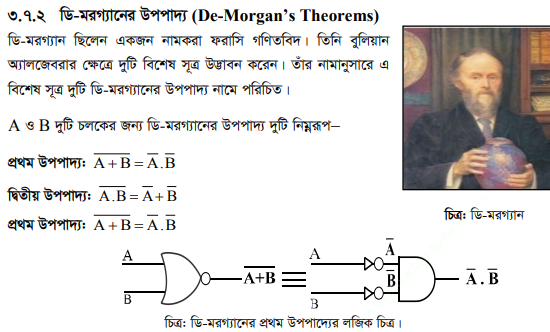 ৩.৭.২ ডি-মরগ্যানের উপপাদ্য (De-Morgan's Theorems)
ডি-মরগ্যান ছিলেন একজন নামকরা ফরাসি গণিতবিদ। তিনি বুলিয়ান
অ্যালজেবরার ক্ষেত্রে দুটি বিশেষ সূত্র উদ্ভাবন করেন। তাঁর নামানুসারে এ
বিশেষ সূত্র দুটি ডি-মরগ্যানের উপপাদ্য নামে পরিচিত।
A ও B দুটি চলকের জন্য ডি-মরগ্যানের উপপাদ্য দুটি নিম্নরূপ–
প্রথম উপপাদ্য: A̅ ̅+̅ ̅B̅ = A̅.B̅
দ্বিতীয় উপপাদ্য: A̅.̅B̅ = A̅ + B̅
প্রথম উপপাদ্য: A̅ ̅+̅ ̅B̅ = A̅.B̅
চিত্র: ডি-মরগ্যান
A
B
A̅+̅B̅
A
B
A̅
B̅
A̅ . B̅
চিত্র: ডি-মরগ্যানের প্রথম উপপাদ্যের লজিক চিত্র।